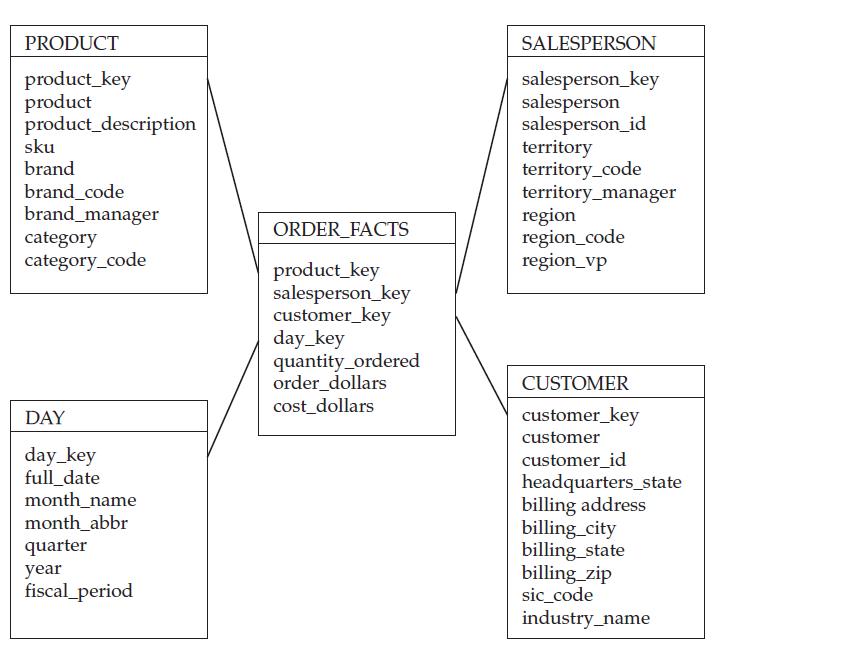 PRODUCT
product_key
product
product_description
sku
brand
brand_code
brand_manager
category
category_code
SALESPERSON
salesperson_key
salesperson
salesperson_id
territory
territory_code
territory_manager
region
region_code
region_vp
ORDER_FACTS
product_key
salesperson_key
customer_key
day_key
quantity_ordered
order_dollars
cost_dollars
DAY
day_key
full_date
month_name
month_abbr
quarter
year
fiscal_period
CUSTOMER
customer_key
customer
customer_id
headquarters_state
billing address
billing_city
billing_state
billing_zip
sic_code
industry_name